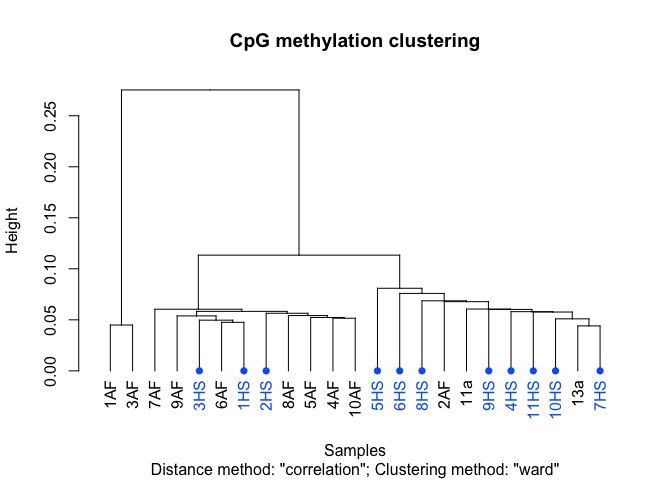 CpG methylation clustering
Height
0.25
0.20
0.15
0.10
0.05
0.00
1AF 3AF 7AF 9AF 3HS 6AF 1HS 2HS 8AF 5AF 4AF 10AF 5HS 6HS 8HS 2AF 11a 9HS 4HS 11HS 10HS 13a 7HS
Samples
Distance method: "correlation"; Clustering method: "ward"